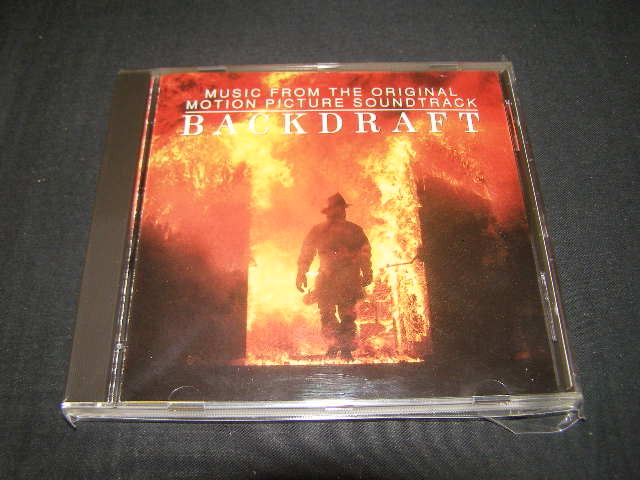 MUSIC FROM THE ORIGINAL
MOTION PICTURE SOUNDTRACK
BACKDRAFT